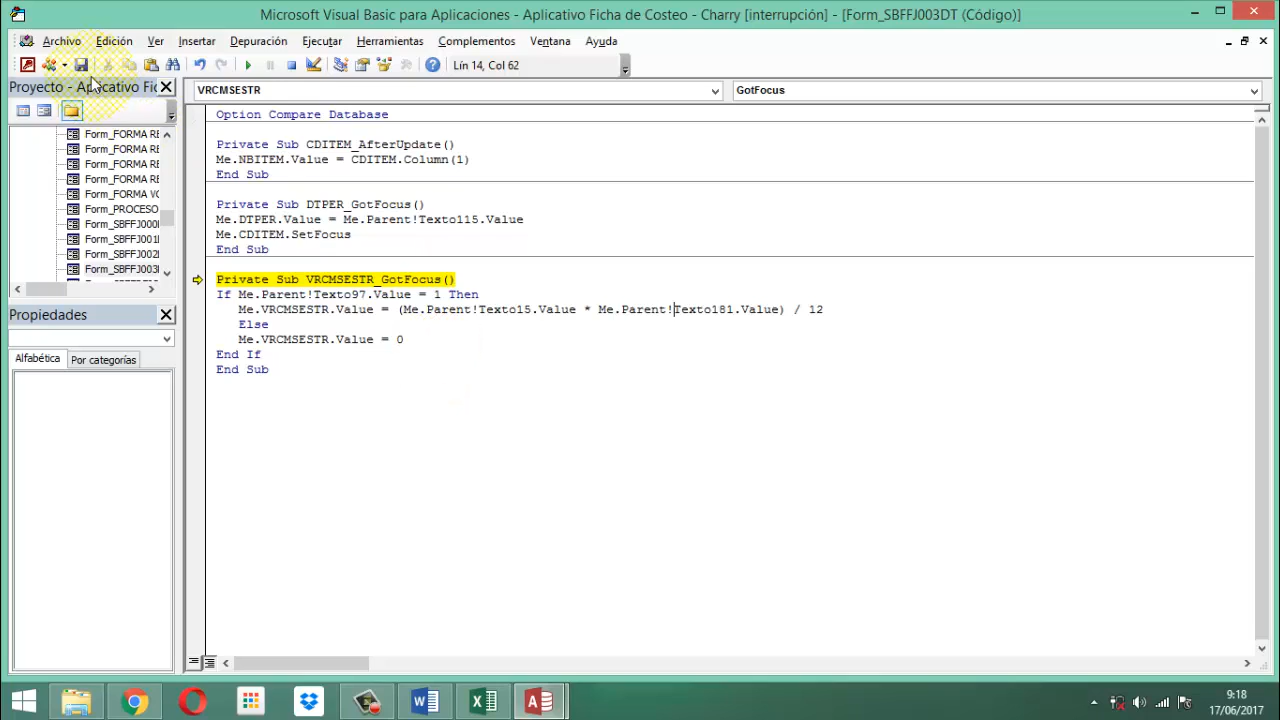 Microsoft Visual Basic para Aplicaciones - Aplicativo Ficha de Costeo - Charry [interrupción] - [Form_SBFFJ003DT (Código)]
Archivo Edición Ver Insertar Depuración Ejecutar Herramientas Complementos Ventana Ayuda
Lín 14, Col 62
Proyecto - Aplicativo Fic
VRCMSESTR
GotFocus
Form_FORMA RE
Form_FORMA RE
Form_FORMA RE
Form_FORMA RE
Form_FORMA VC
Form_PROCESO
Form_SBFFJ000
Form_SBFFJ001
Form_SBFFJ002
Form_SBFFJ003
Propiedades
Alfabética Por categorías
Option Compare Database
Private Sub CDITEM_AfterUpdate()
Me.NBITEM.Value = CDITEM.Column(1)
End Sub
Private Sub DTPER_GotFocus()
Me.DTPER.Value = Me.Parent!Texto115.Value
Me.CDITEM.SetFocus
End Sub
Private Sub VRCMSESTR_GotFocus()
If Me.Parent!Texto97.Value = 1 Then
Me.VRCMSESTR.Value = (Me.Parent!Texto15.Value * Me.Parent!Texto181.Value) / 12
Else
Me.VRCMSESTR.Value = 0
End If
End Sub
9:18
17/06/2017